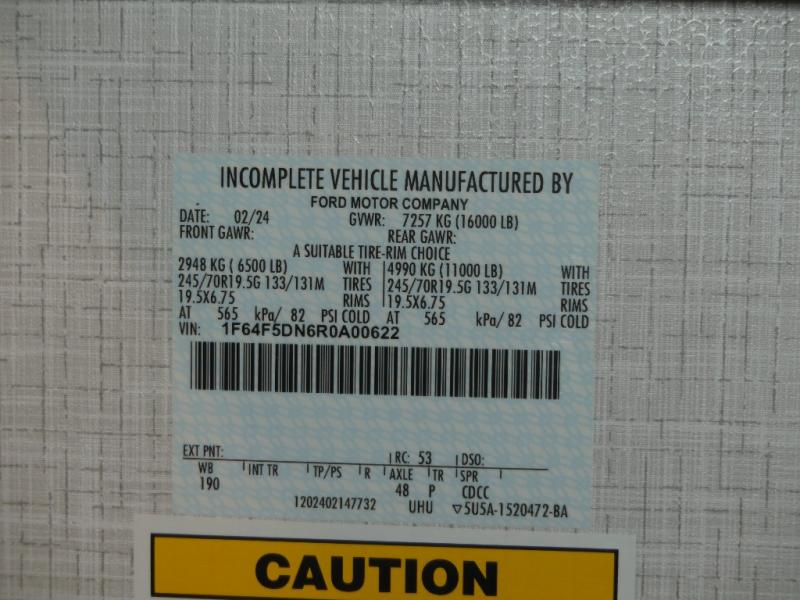 INCOMPLETE VEHICLE MANUFACTURED BY
FORD MOTOR COMPANY
DATE: 02/24 GVWR: 7257 KG (16000 LB)
FRONT GAWR: REAR GAWR:
A SUITABLE TIRE-RIM CHOICE
2948 KG ( 6500 LB) WITH 4990 KG (11000 LB) WITH
245/70R19.5G 133/131M TIRES 245/70R19.5G 133/131M TIRES
19.5X6.75 RIMS 19.5X6.75 RIMS
AT 565 kPa/ 82 PSI COLD AT 565 kPa/ 82 PSI COLD
VIN: 1F64F5DN6R0A00622
EXT PNT: RC: 53 DSO:
WB INT TR TP/PS R AXLE TR SPR
190 48 P CDCC
1202402147732 UHU ▽5U5A-1520472-BA
CAUTION